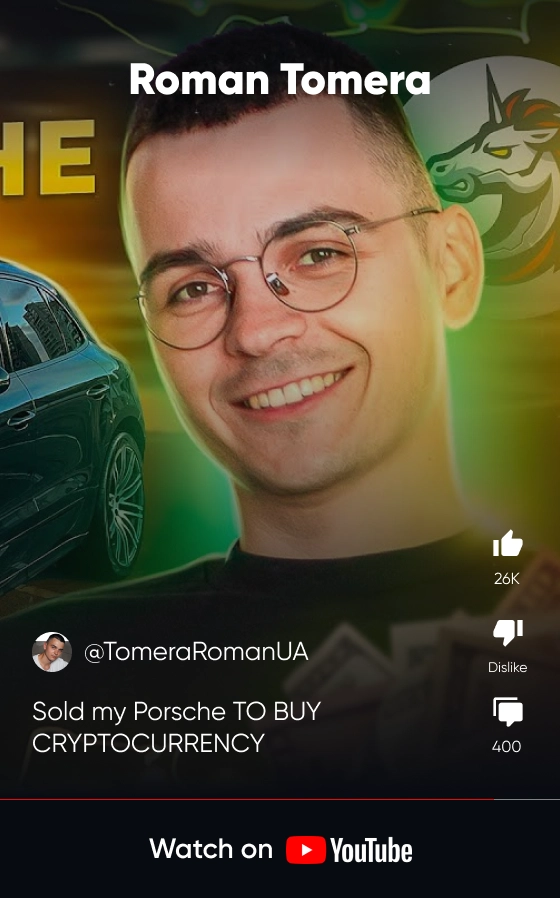 Roman Tomera
HE
26K
Dislike
@TomeraRomanUA
Sold my Porsche TO BUY
CRYPTOCURRENCY
400
Watch on YouTube